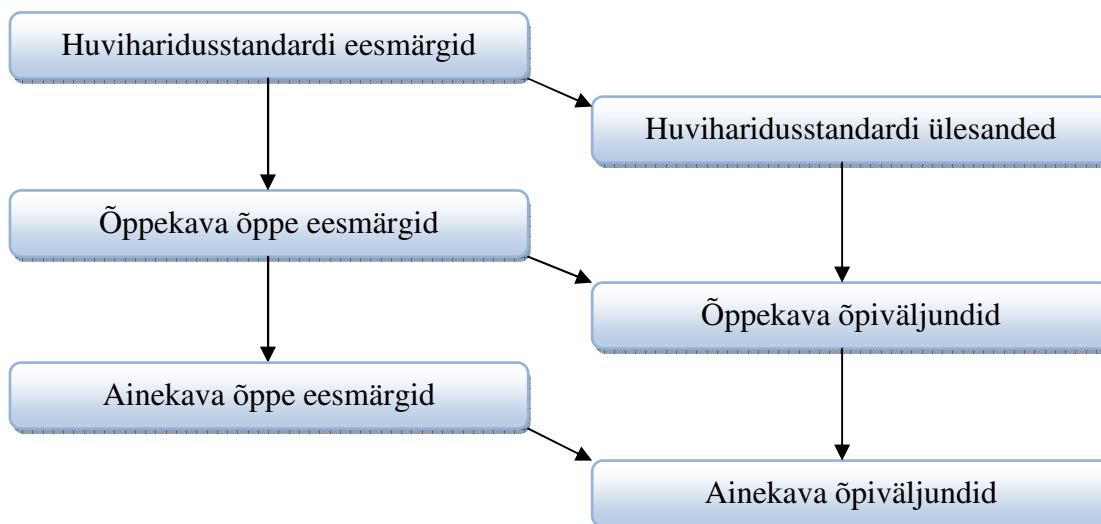 Huviharidusstandardi eesmärgid
Huviharidusstandardi ülesanded
Õppekava õppe eesmärgid
Õppekava õpiväljundid
Ainekava õppe eesmärgid
Ainekava õpiväljundid